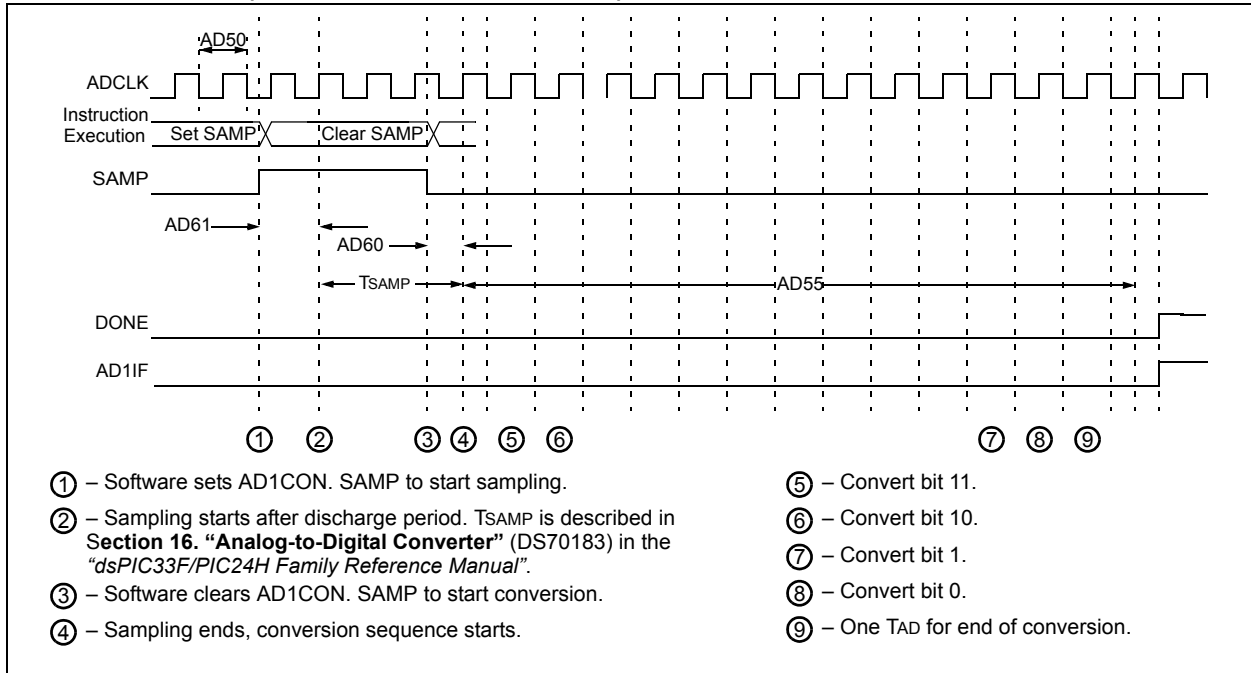 AD50
ADCLK
Instruction
Execution
Set SAMP
Clear SAMP
SAMP
AD61
AD60
TSAMP
AD55
DONE
AD1IF
1 2 3 4 5 6 7 8 9
1 – Software sets AD1CON. SAMP to start sampling.
2 – Sampling starts after discharge period. TSAMP is described in
Section 16. “Analog-to-Digital Converter” (DS70183) in the
“dsPIC33F/PIC24H Family Reference Manual”.
3 – Software clears AD1CON. SAMP to start conversion.
4 – Sampling ends, conversion sequence starts.
5 – Convert bit 11.
6 – Convert bit 10.
7 – Convert bit 1.
8 – Convert bit 0.
9 – One TAD for end of conversion.